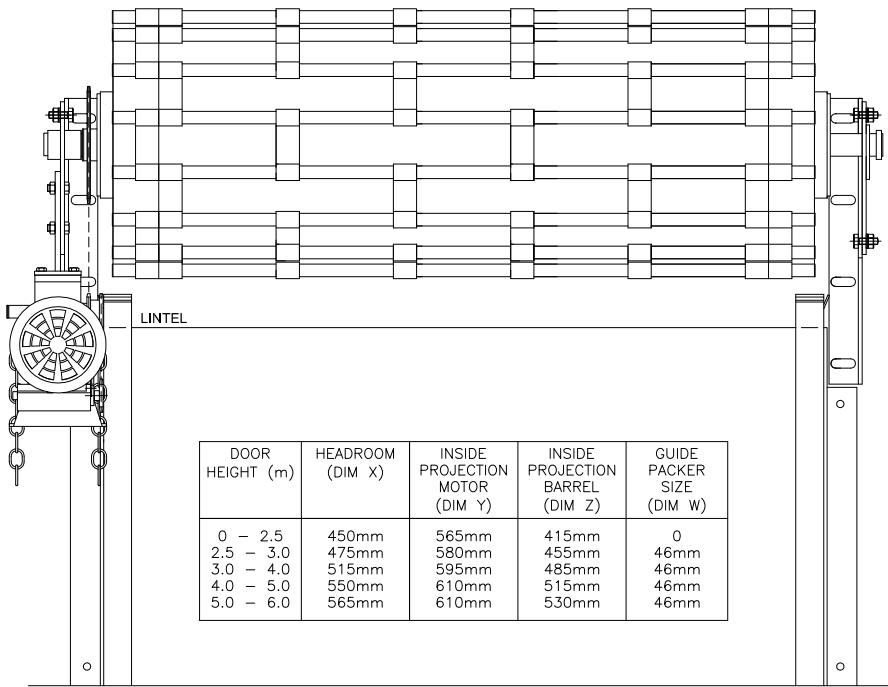 LINTEL
DOOR HEIGHT (m) HEADROOM (DIM X) INSIDE PROJECTION MOTOR (DIM Y) INSIDE PROJECTION BARREL (DIM Z) GUIDE PACKER SIZE (DIM W)
0 - 2.5 450mm 565mm 415mm 0
2.5 - 3.0 475mm 580mm 455mm 46mm
3.0 - 4.0 515mm 595mm 485mm 46mm
4.0 - 5.0 550mm 610mm 515mm 46mm
5.0 - 6.0 565mm 610mm 530mm 46mm